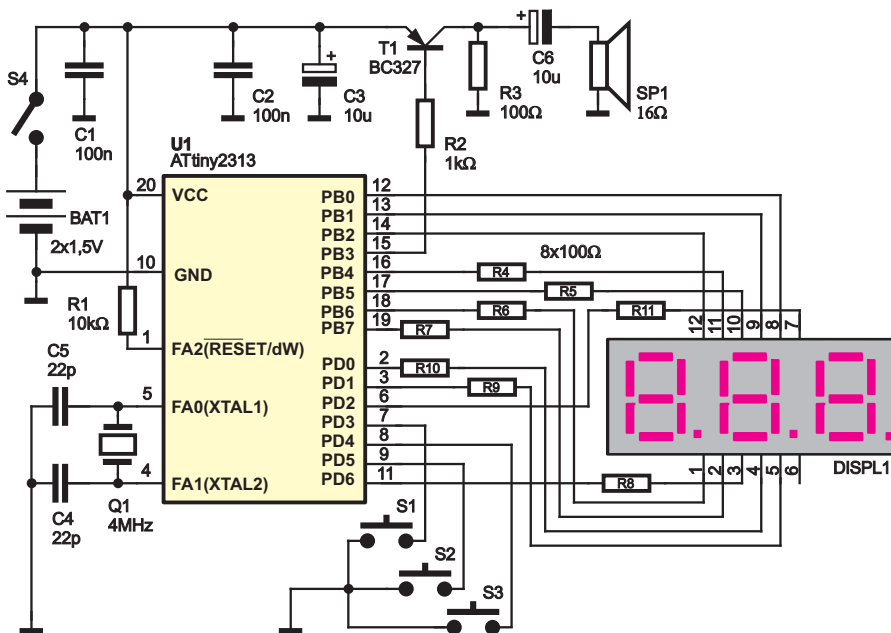 S4
C1
100n
C2
100n
+
C3
10u
T1
BC327
R3
100Ω
+
C6
10u
SP1
16Ω
R2
1kΩ
BAT1
2x1,5V
R1
10kΩ
C5
22p
C4
22p
Q1
4MHz
U1
ATtiny2313
20 VCC
10 GND
1 FA2(RESET/dW)
5 FA0(XTAL1)
4 FA1(XTAL2)
PB0 12
PB1 13
PB2 14
PB3 15
PB4 16
PB5 17
PB6 18
PB7 19
PD0 2
PD1 3
PD2 6
PD3 7
PD4 8
PD5 9
PD6 11
8x100Ω
R4
R5
R6
R11
R7
R10
R9
R8
12 11 10 9 8 7
8.8.8.
1 2 3 4 5 6
DISPL1
S1
S2
S3